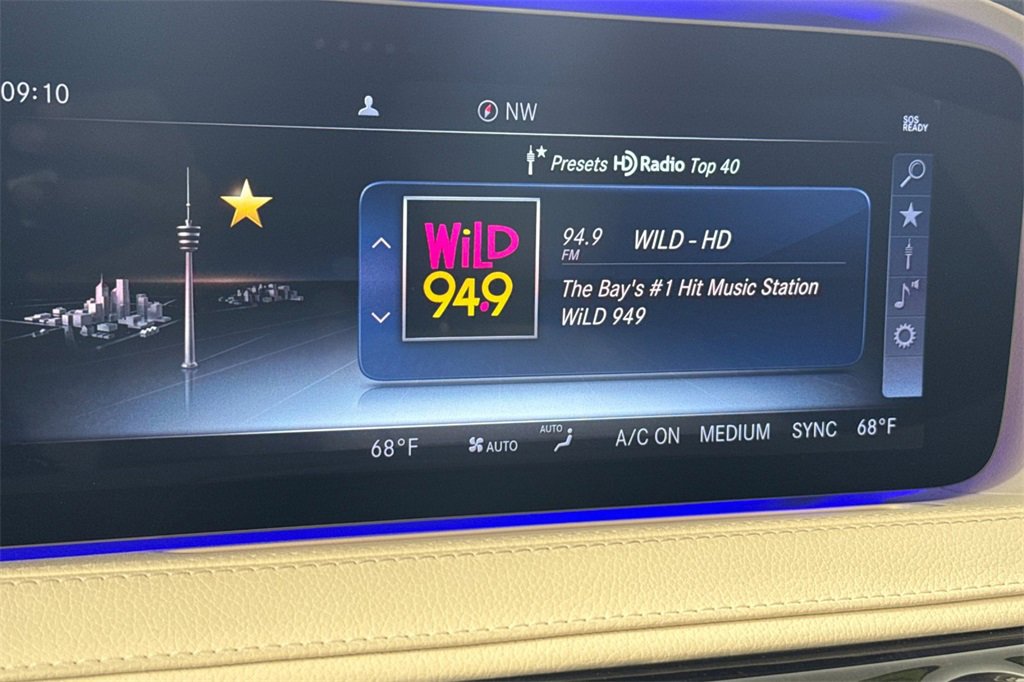 09:10
NW
SOS
READY
Presets HD Radio Top 40
WiLD
94.9
94.9 WILD - HD
FM
The Bay's #1 Hit Music Station
WiLD 949
68°F AUTO AUTO A/C ON MEDIUM SYNC 68°F